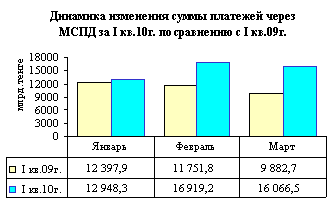 Динамика изменения суммы платежей через
МСПД за I кв.10г. по сравнению с I кв.09г.
млрд.тенге
18000
15000
12000
9000
6000
3000
0
Январь Февраль Март
I кв.09г. 12 397,9 11 751,8 9 882,7
I кв.10г. 12 948,3 16 919,2 16 066,5